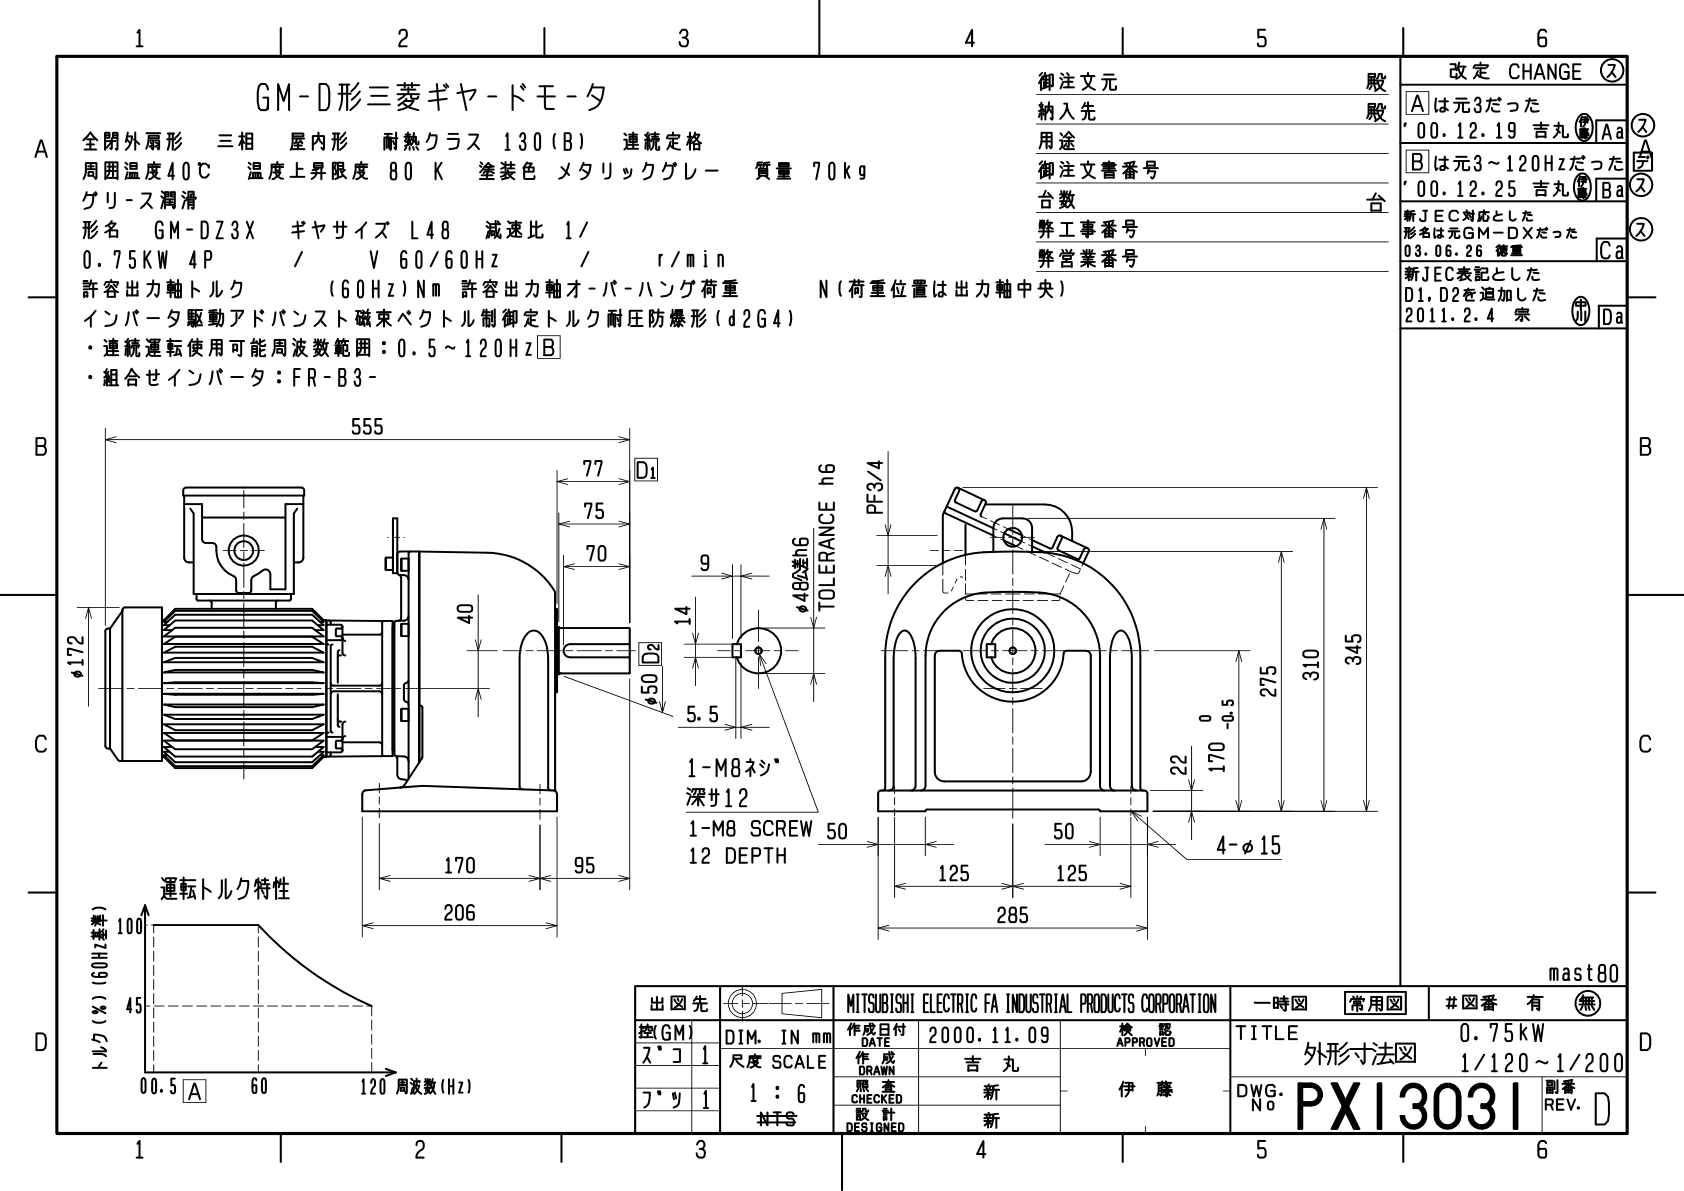 1 2 3 4 5 6
GM-D形三菱ギヤードモータ
全閉外扇形 三相 屋内形 耐熱クラス 130(B) 連続定格
周囲温度40℃ 温度上昇限度 80 K 塗装色 メタリックグレー 質量 70kg
グリース潤滑
形名 GM-DZ3X ギヤサイズ L48 減速比 1/
0.75KW 4P / V 60/60Hz / r/min
許容出力軸トルク (60Hz)Nm 許容出力軸オーバーハング荷重 N(荷重位置は出力軸中央)
インバータ駆動アドバンスト磁束ベクトル制御定トルク耐圧防爆形(d2G4)
・連続運転使用可能周波数範囲:0.5~120Hz B
・組合せインバータ:FR-B3-
御注文元 殿
納入先 殿
用途
御注文書番号
台数 台
弊工事番号
弊営業番号
改定 CHANGE ス
A は元3だった
'00.12.19 吉丸 伊藤 Aa ス
B は元3~120Hzだった
'00.12.25 吉丸 伊藤 Ba ス
新JEC対応とした
形名は元GM-DXだった ス
03.06.26 徳重 Ca
新JEC表記とした
D1,D2を追加した
2011.2.4 宗 Da
A
B
C
D
A
B
C
D
555
77 D1
75
70
40
φ172
φ50 D2
170
95
206
9
14
5.5
φ48公差h6
TOLERANCE h6
1-M8ネジ
深サ12
1-M8 SCREW
12 DEPTH
PF3/4
345
310
275
170 0 -0.5
22
50
50
4-φ15
125
125
285
運転トルク特性
トルク(%)(60Hz基準)
100
45
0 0.5 A 60 120 周波数(Hz)
mast80
出図先
控(GM)
ズコ 1
ブツ 1
DIM. IN mm
尺度 SCALE
1 : 6
NTS
MITSUBISHI ELECTRIC FA INDUSTRIAL PRODUCTS CORPORATION
作成日付 DATE 2000.11.09
作成 DRAWN 吉丸
照査 CHECKED 新
設計 DESIGNED 新
検認 APPROVED
伊藤
一時図 常用図 #図番 有 無
TITLE 外形寸法図
0.75kW
1/120~1/200
DWG. No PX13031
副番 REV. D
1 2 3 4 5 6